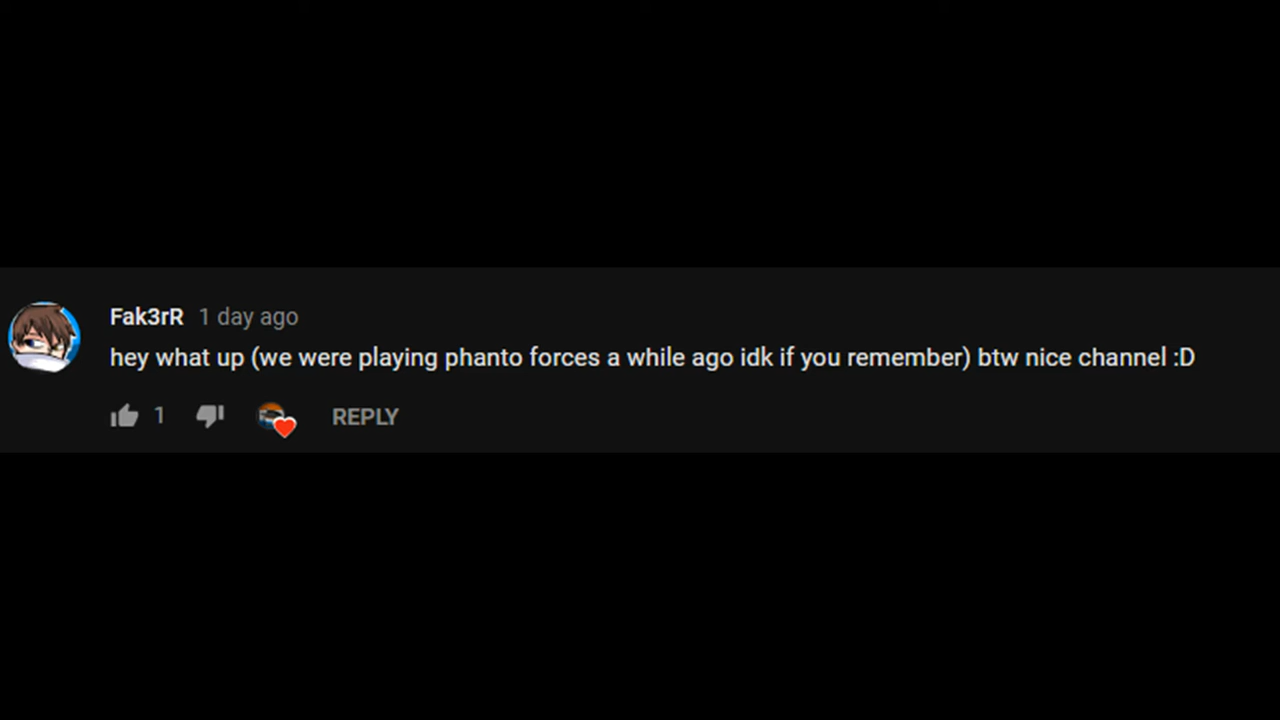 Fak3rR 1 day ago
hey what up (we were playing phanto forces a while ago idk if you remember) btw nice channel :D
1 REPLY